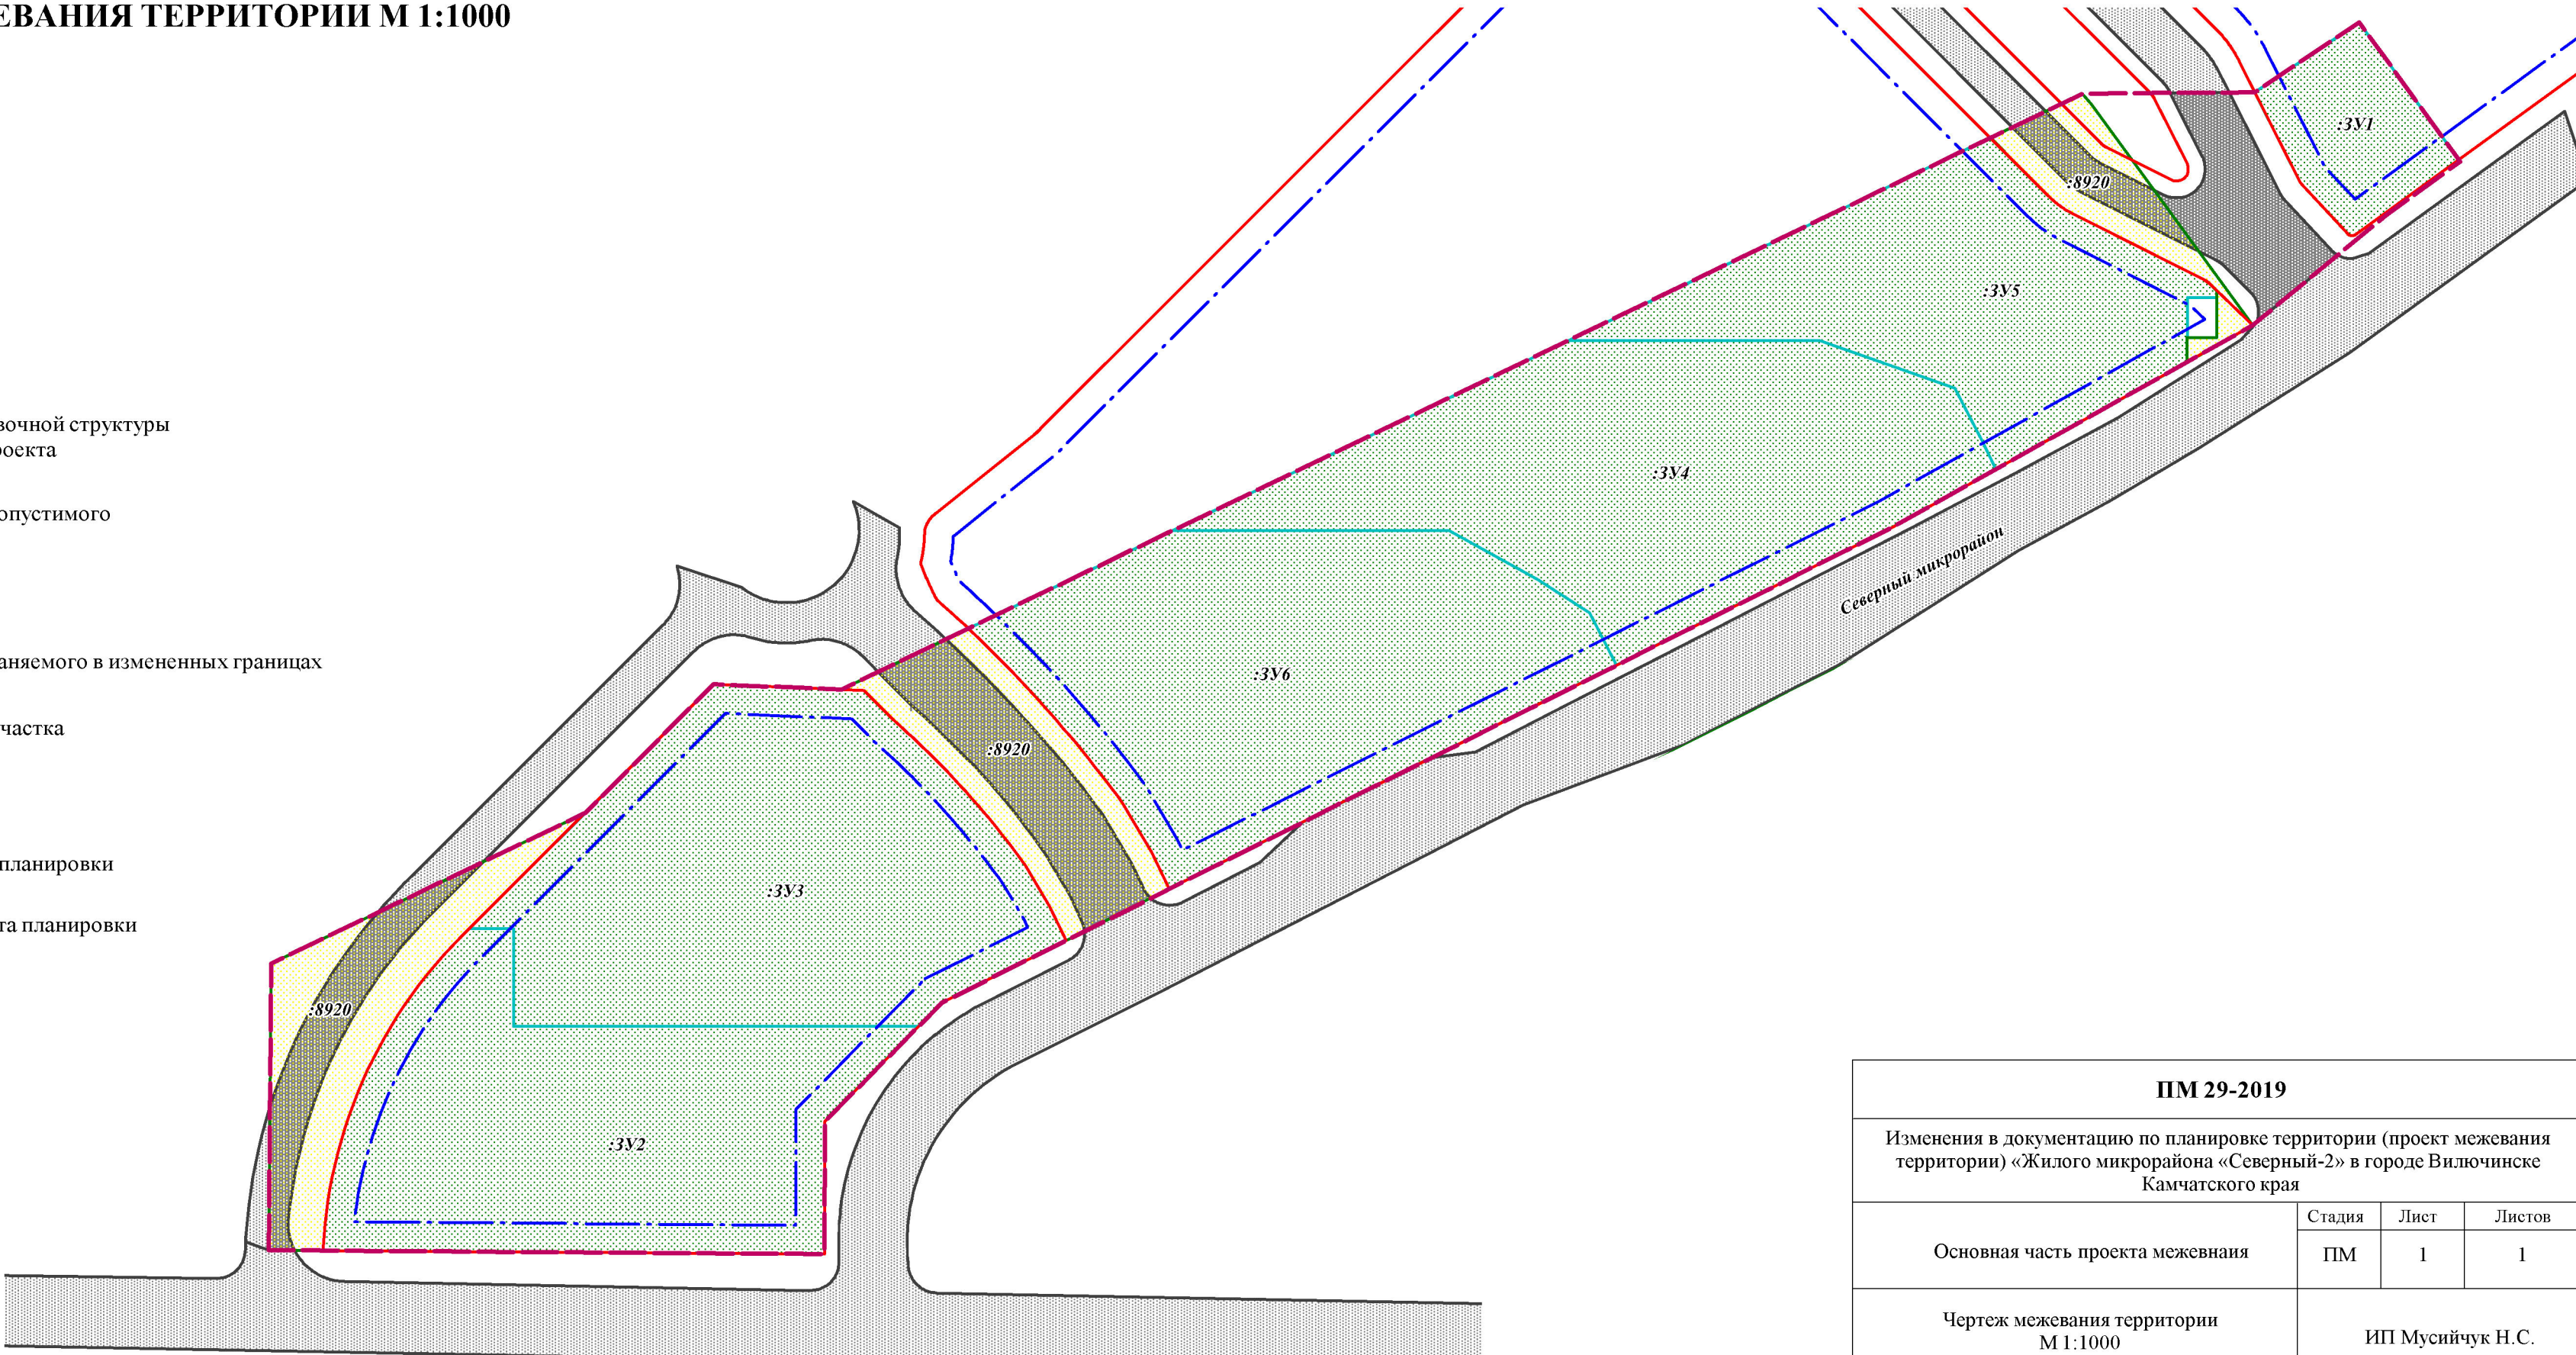 ЕВАНИЯ ТЕРРИТОРИИ М 1:1000
вочной структуры
роекта
опустимого
аняемого в измененных границах
частка
планировки
та планировки
:ЗУ1
:8920
:ЗУ5
:ЗУ4
Северный микрорайон
:ЗУ6
:8920
:ЗУ3
:8920
:ЗУ2
ПМ 29-2019
Изменения в документацию по планировке территории (проект межевания
территории) «Жилого микрорайона «Северный-2» в городе Вилючинске
Камчатского края
Стадия Лист Листов
Основная часть проекта межевнаия
ПМ 1 1
Чертеж межевания территории
М 1:1000
ИП Мусийчук Н.С.